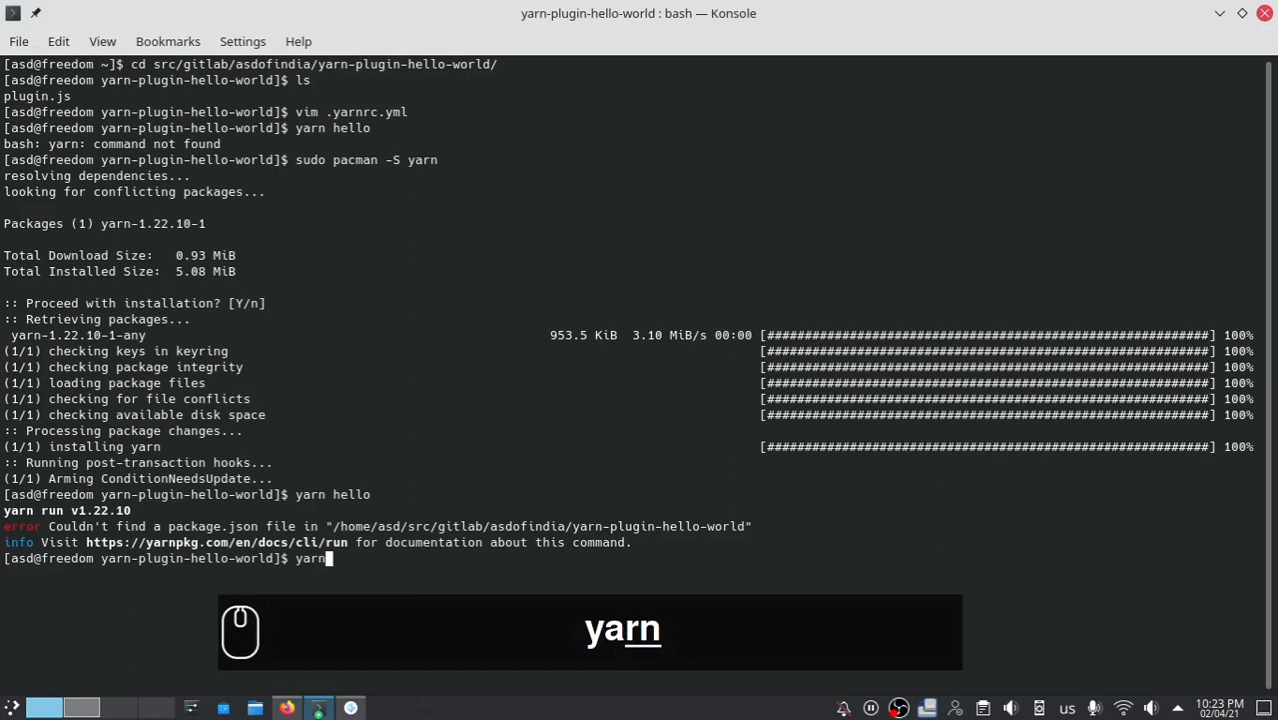 yarn-plugin-hello-world : bash — Konsole
File Edit View Bookmarks Settings Help
[asd@freedom ~]$ cd src/gitlab/asdofindia/yarn-plugin-hello-world/
[asd@freedom yarn-plugin-hello-world]$ ls
plugin.js
[asd@freedom yarn-plugin-hello-world]$ vim .yarnrc.yml
[asd@freedom yarn-plugin-hello-world]$ yarn hello
bash: yarn: command not found
[asd@freedom yarn-plugin-hello-world]$ sudo pacman -S yarn
resolving dependencies...
looking for conflicting packages...
Packages (1) yarn-1.22.10-1
Total Download Size:   0.93 MiB
Total Installed Size:  5.08 MiB
:: Proceed with installation? [Y/n]
:: Retrieving packages...
yarn-1.22.10-1-any 953.5 KiB 3.10 MiB/s 00:00 [###########################################################] 100%
(1/1) checking keys in keyring [###########################################################] 100%
(1/1) checking package integrity [###########################################################] 100%
(1/1) loading package files [###########################################################] 100%
(1/1) checking for file conflicts [###########################################################] 100%
(1/1) checking available disk space [###########################################################] 100%
:: Processing package changes...
(1/1) installing yarn [###########################################################] 100%
:: Running post-transaction hooks...
(1/1) Arming ConditionNeedsUpdate...
[asd@freedom yarn-plugin-hello-world]$ yarn hello
yarn run v1.22.10
error Couldn't find a package.json file in "/home/asd/src/gitlab/asdofindia/yarn-plugin-hello-world"
info Visit https://yarnpkg.com/en/docs/cli/run for documentation about this command.
[asd@freedom yarn-plugin-hello-world]$ yarn
yarn
us
10:23 PM
02/04/21